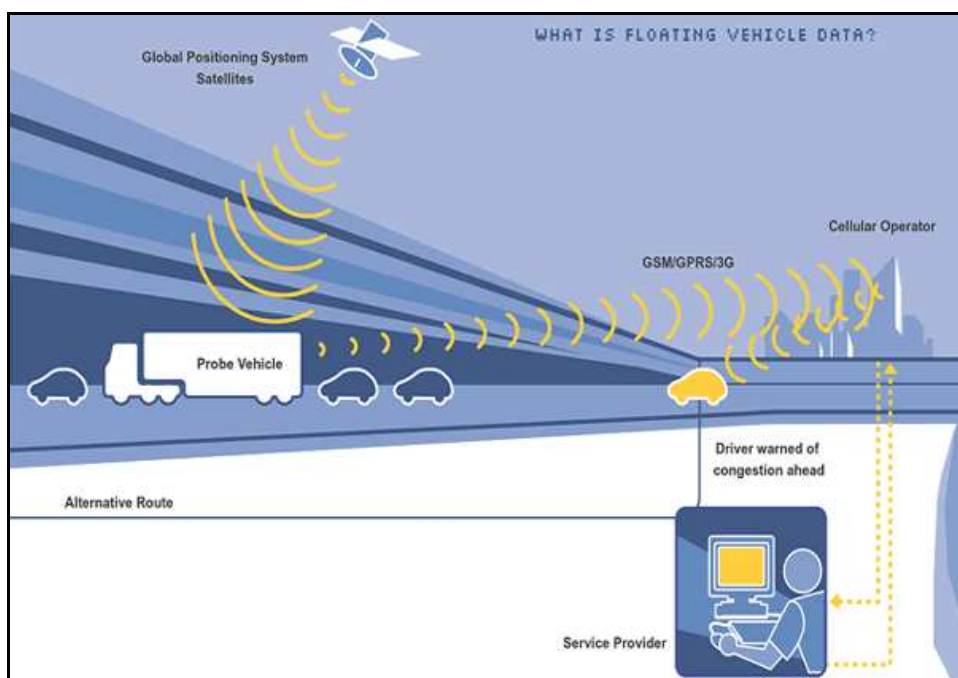 WHAT IS FLOATING VEHICLE DATA?
Global Positioning System
Satellites
Cellular Operator
GSM/GPRS/3G
Probe Vehicle
Driver warned of
congestion ahead
Alternative Route
Service Provider